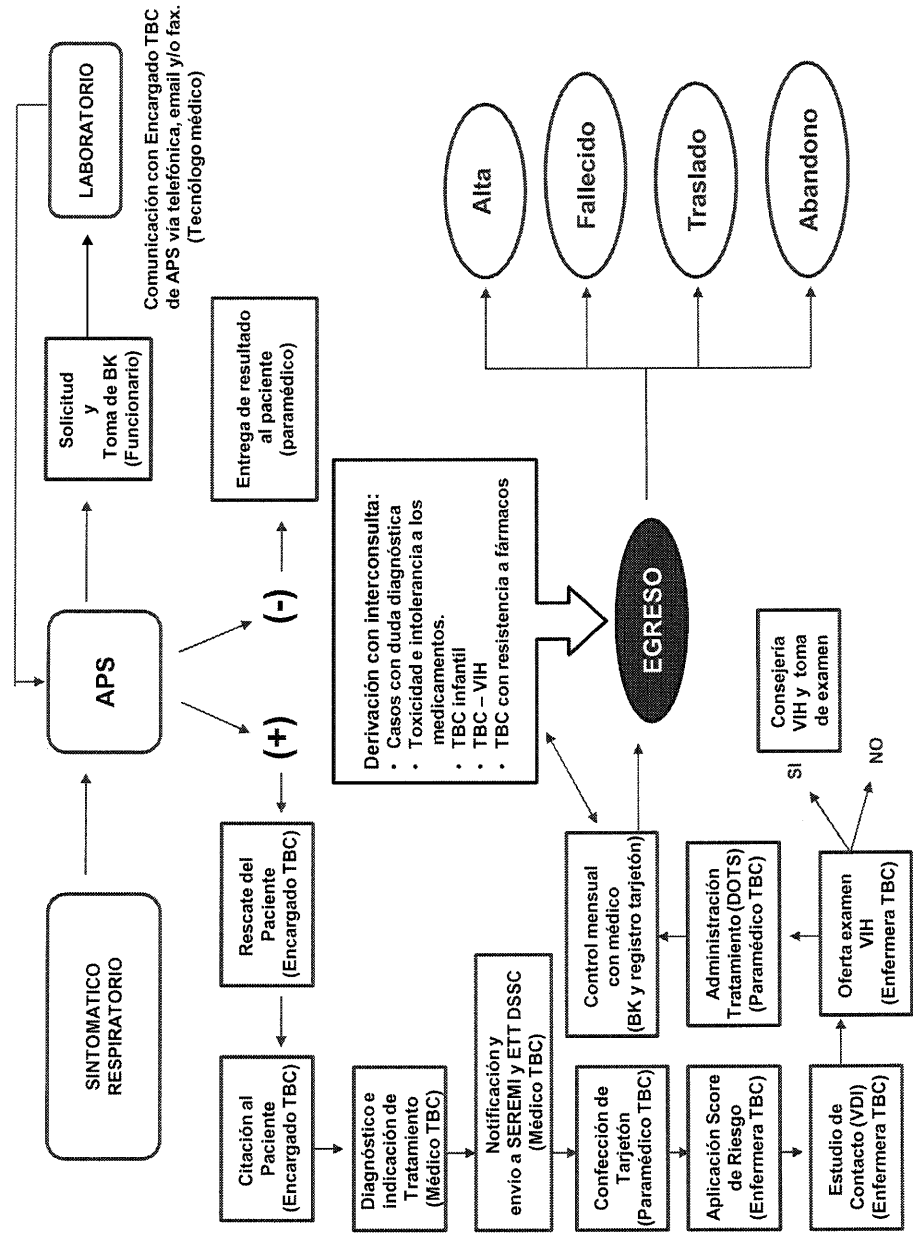 SINTOMATICO
RESPIRATORIO
APS
Solicitud
y
Toma de BK
(Funcionario)
LABORATORIO
Comunicación con Encargado TBC
de APS vía telefónica, email y/o fax.
(Tecnólogo médico)
(+)
(-)
Entrega de resultado
al paciente
(paramédico)
Rescate del
Paciente
(Encargado TBC)
Citación al
Paciente
(Encargado TBC)
Diagnóstico e
indicación de
Tratamiento
(Médico TBC)
Notificación y
envío a SEREMI y ETT DSSC
(Médico TBC)
Confección de
Tarjetón
(Paramédico TBC)
Aplicación Score
de Riesgo
(Enfermera TBC)
Estudio de
Contacto (VDI)
(Enfermera TBC)
Oferta examen
VIH
(Enfermera TBC)
SI
NO
Consejería
VIH y toma
de examen
Administración
Tratamiento (DOTS)
(Paramédico TBC)
Control mensual
con médico
(BK y registro tarjetón)
Derivación con interconsulta:
• Casos con duda diagnóstica
• Toxicidad e intolerancia a los
medicamentos.
• TBC infantil
• TBC – VIH
• TBC con resistencia a fármacos
EGRESO
Alta
Fallecido
Traslado
Abandono